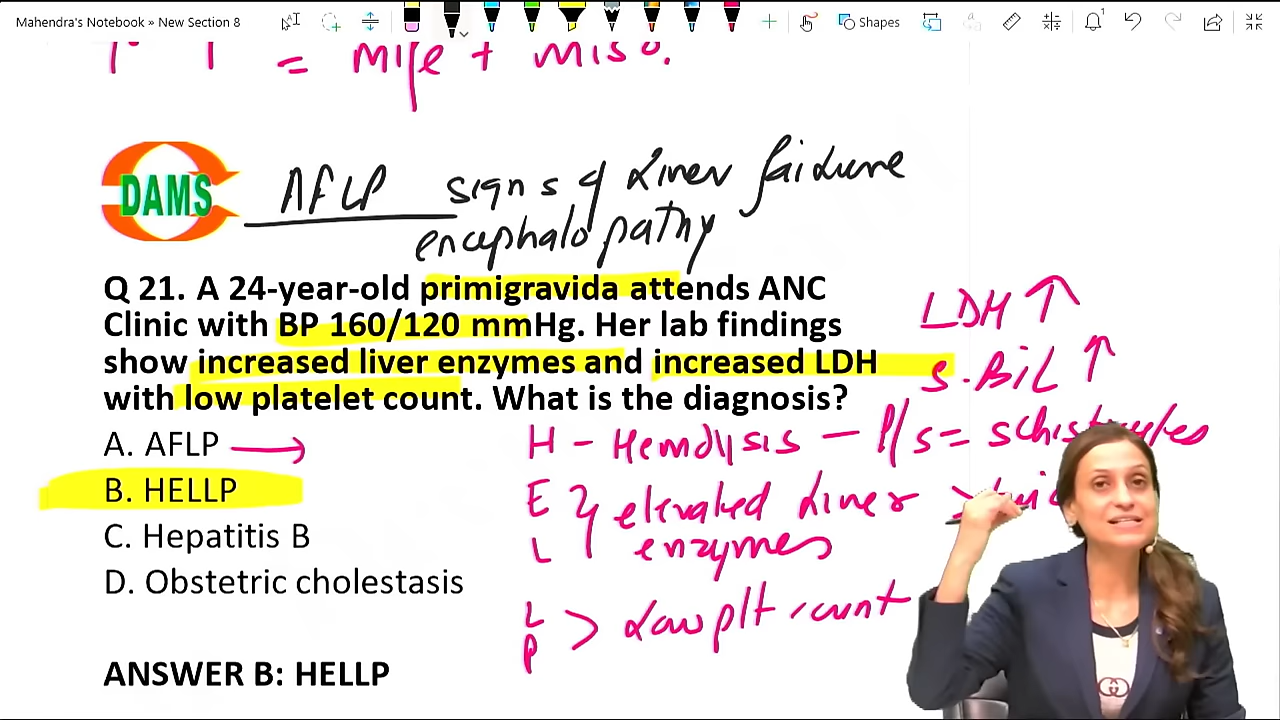 Mahendra's Notebook » New Section 8
Shapes
= Mife + Miso.
DAMS
AFLP signs of Liver failure
encephalopathy
Q 21. A 24-year-old primigravida attends ANC
Clinic with BP 160/120 mmHg. Her lab findings
show increased liver enzymes and increased LDH
with low platelet count. What is the diagnosis?
LDH ↑
S. Bil ↑
A. AFLP →
B. HELLP
C. Hepatitis B
D. Obstetric cholestasis
H - Hemolysis - P/S = schistocytes
E } elevated Liver >
L enzymes
L > Low plt count
P
ANSWER B: HELLP